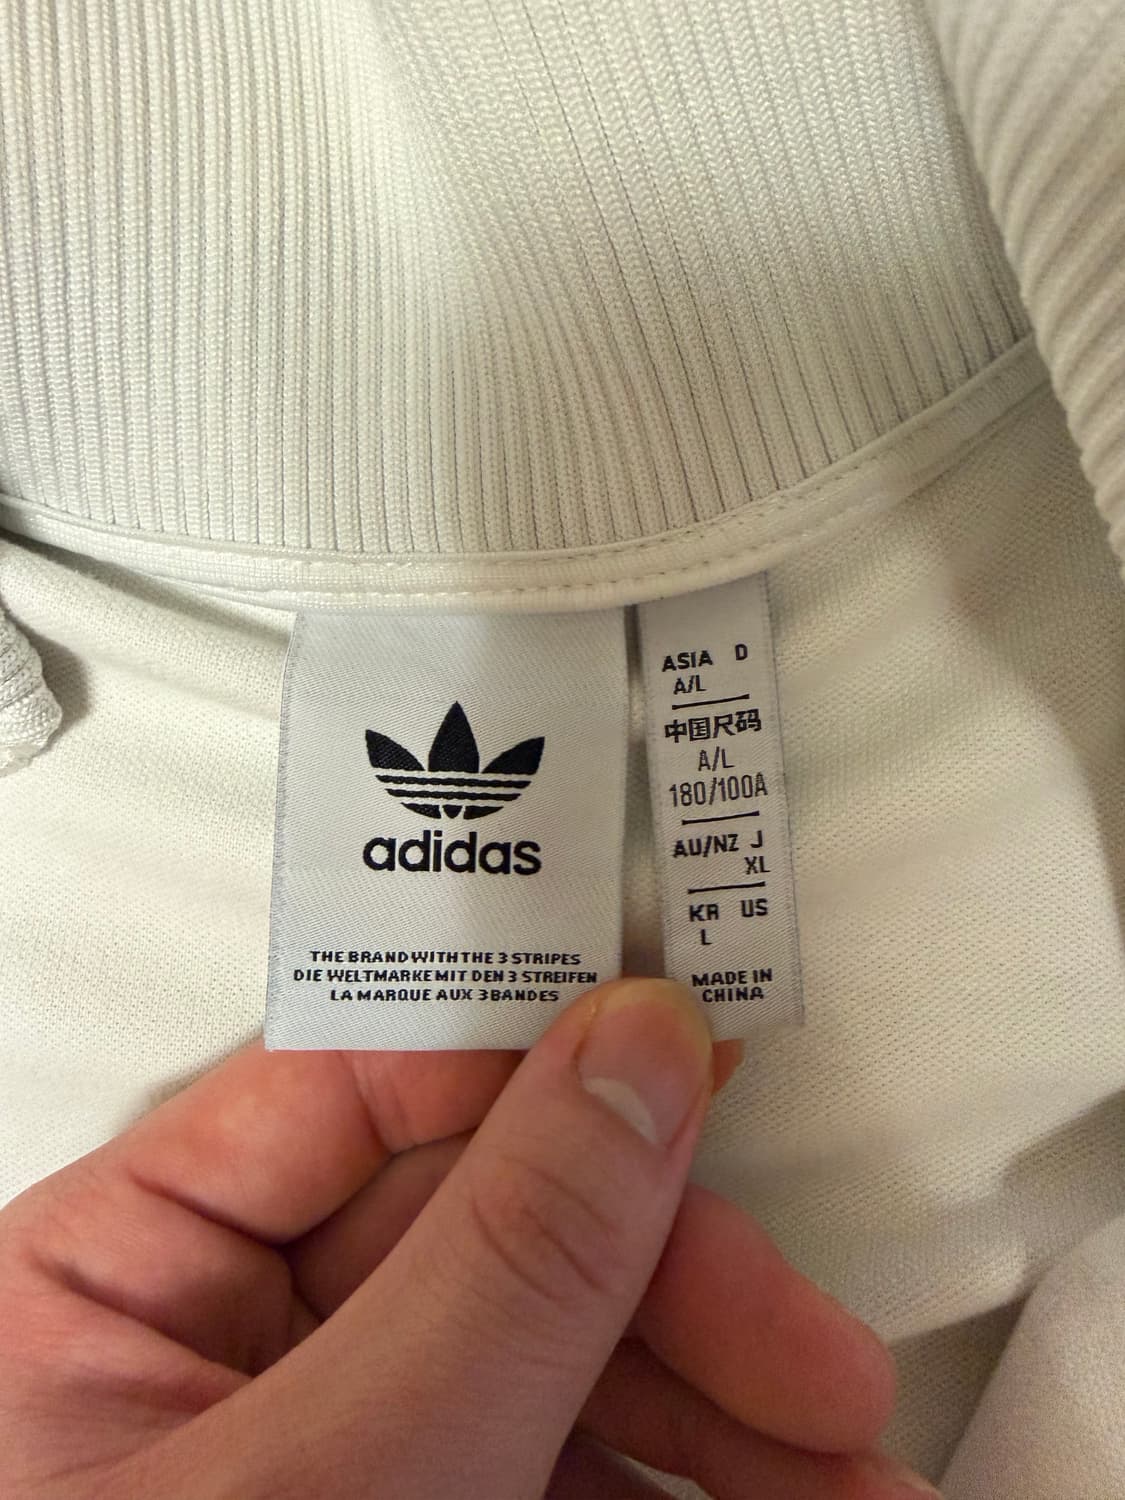 adidas
THE BRAND WITH THE 3 STRIPES
DIE WELTMARKE MIT DEN 3 STREIFEN
LA MARQUE AUX 3 BANDES
ASIA D
A/L
中国尺码
A/L
180/100A
AU/NZ J
XL
KR US
L
MADE IN
CHINA